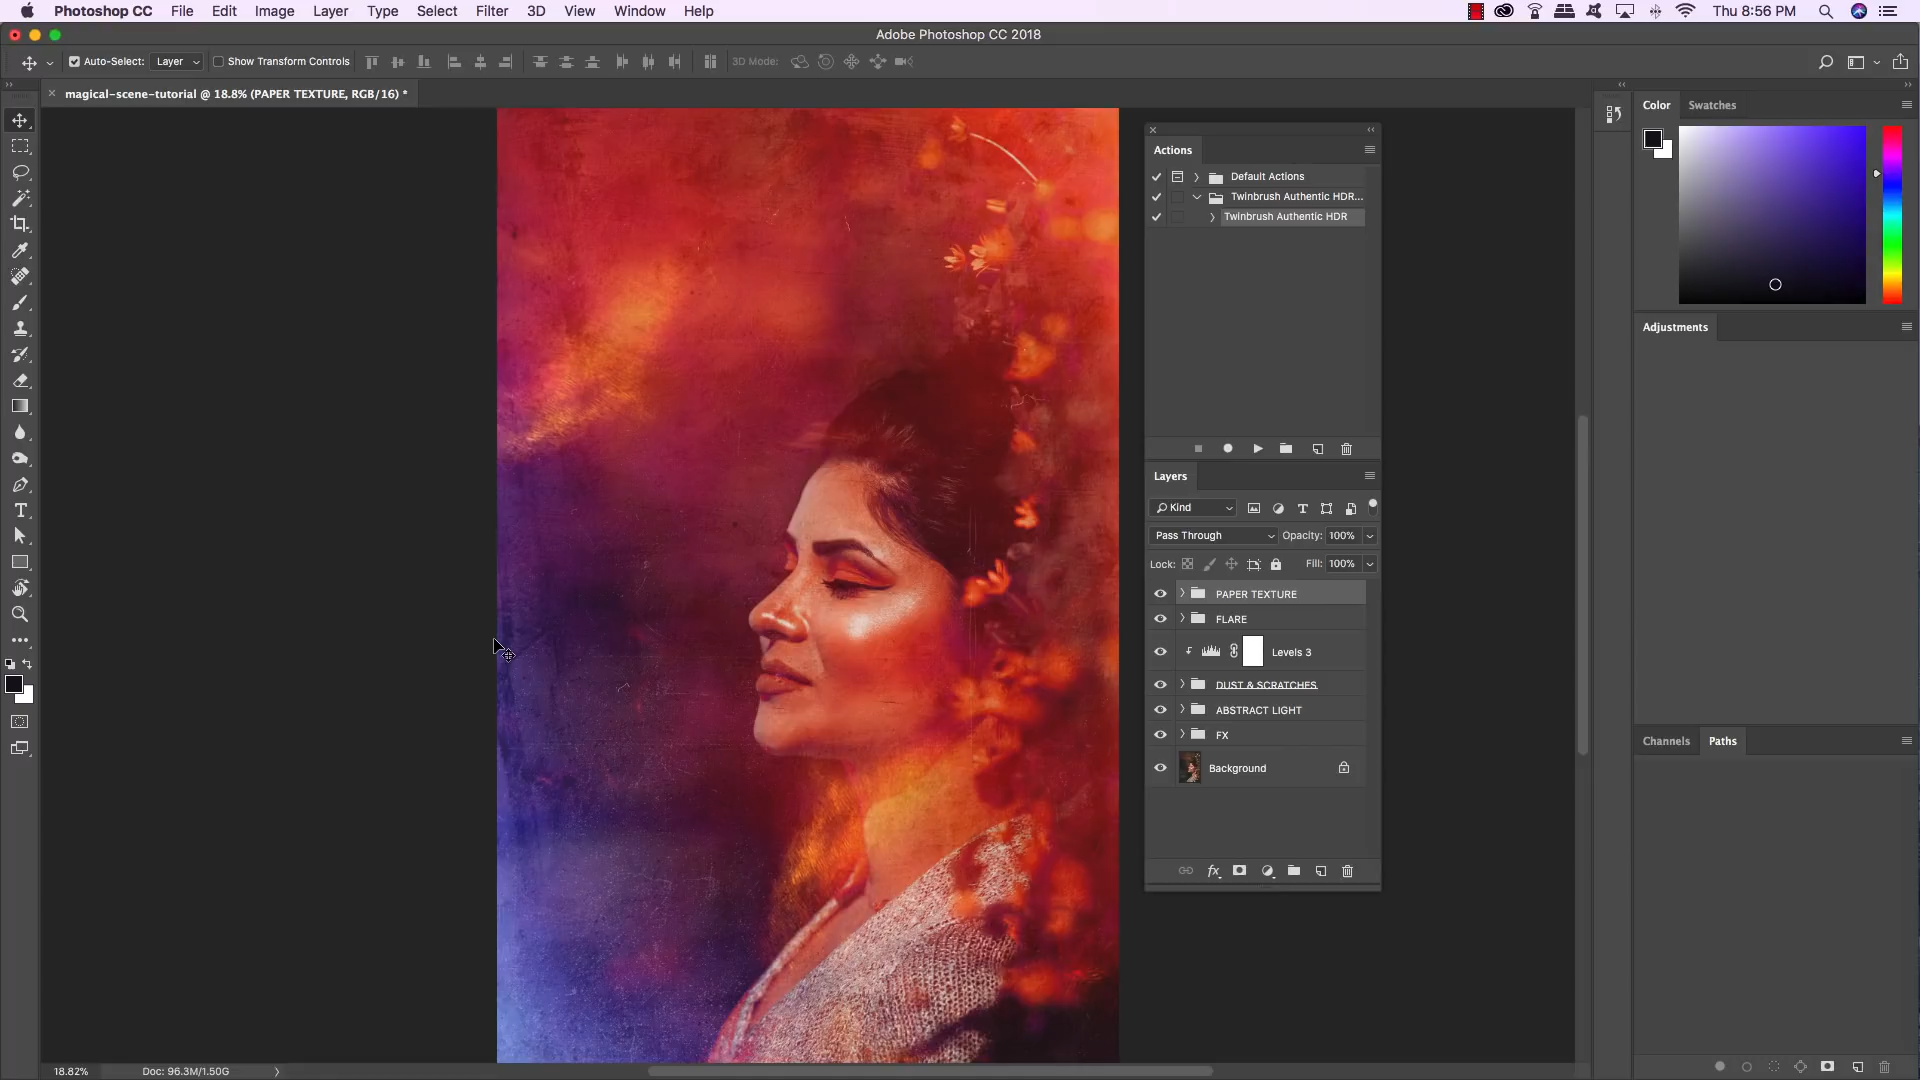 Photoshop CC File Edit Image Layer Type Select Filter 3D View Window Help Thu 8:56 PM
Adobe Photoshop CC 2018
Auto-Select: Layer Show Transform Controls 3D Mode:
magical-scene-tutorial @ 18.8% (PAPER TEXTURE, RGB/16) *
Color Swatches
Actions
Default Actions
Twinbrush Authentic HDR...
Twinbrush Authentic HDR
Adjustments
Layers
Kind
Pass Through Opacity: 100%
Lock: Fill: 100%
PAPER TEXTURE
FLARE
Levels 3
DUST & SCRATCHES
ABSTRACT LIGHT
FX
Channels Paths
Background
fx
18.82% Doc: 96.3M/1.50G